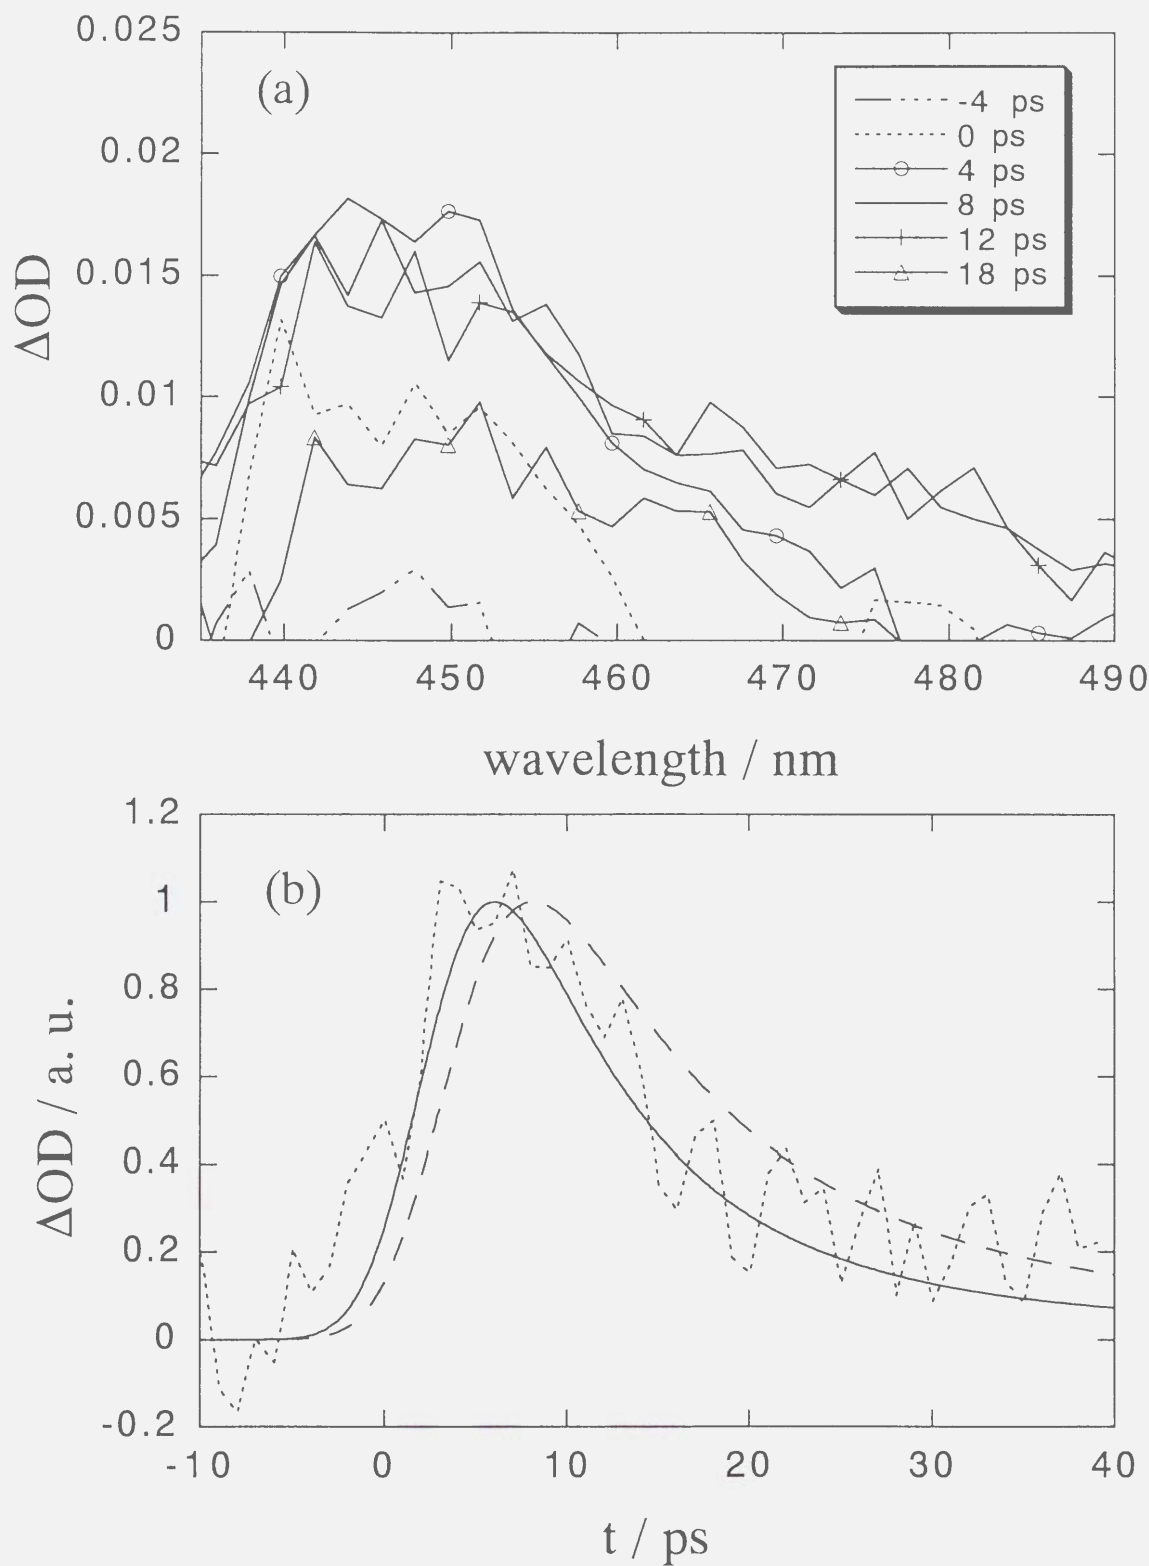 0.025
(a)
-4 ps
0 ps
4 ps
8 ps
12 ps
18 ps
0.02
0.015
0.01
0.005
0
ΔOD
440 450 460 470 480 490
wavelength / nm
1.2
1
0.8
0.6
0.4
0.2
0
-0.2
(b)
ΔOD / a. u.
-10 0 10 20 30 40
t / ps